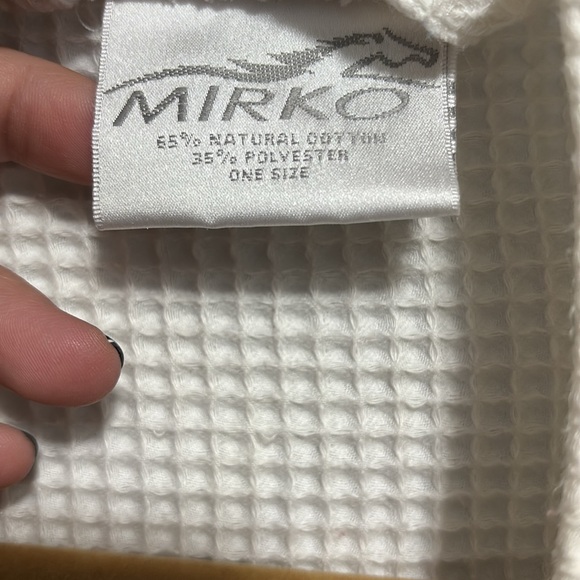 MIRKO
65% NATURAL COTTON
35% POLYESTER
ONE SIZE